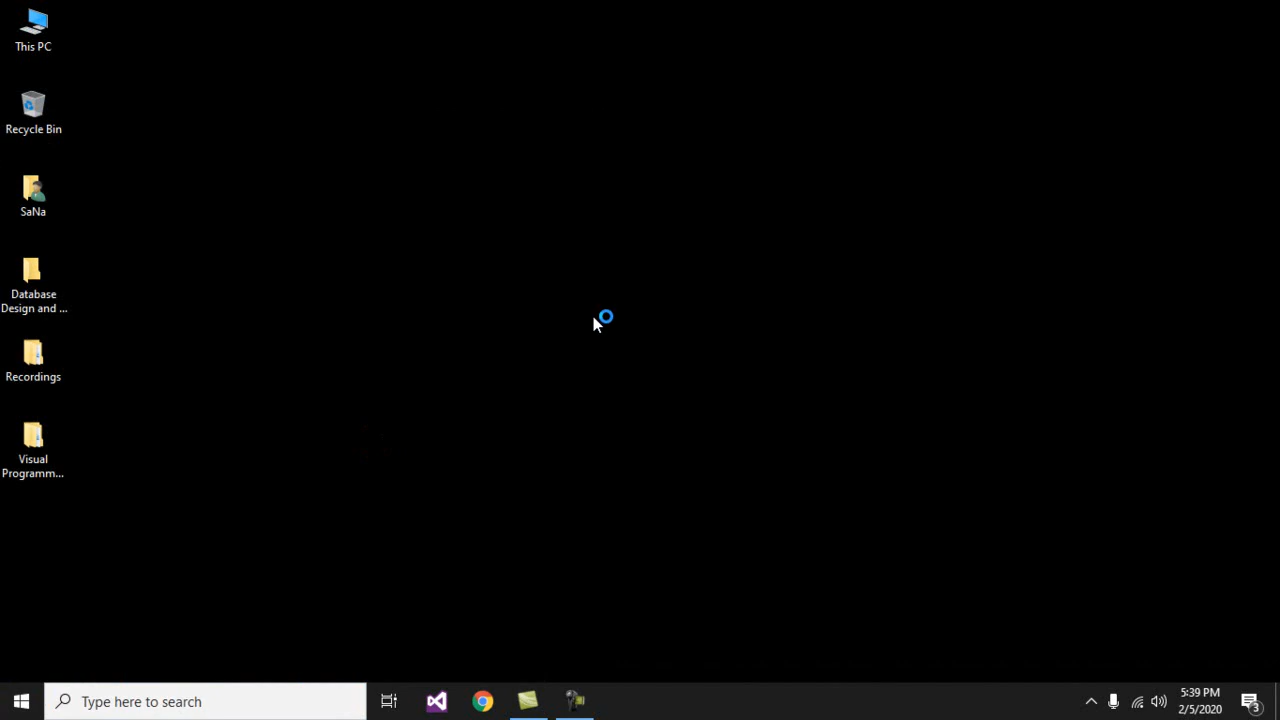 This PC
Recycle Bin
SaNa
Database
Design and ...
Recordings
Visual
Programm...
Type here to search
5:39 PM
2/5/2020
3